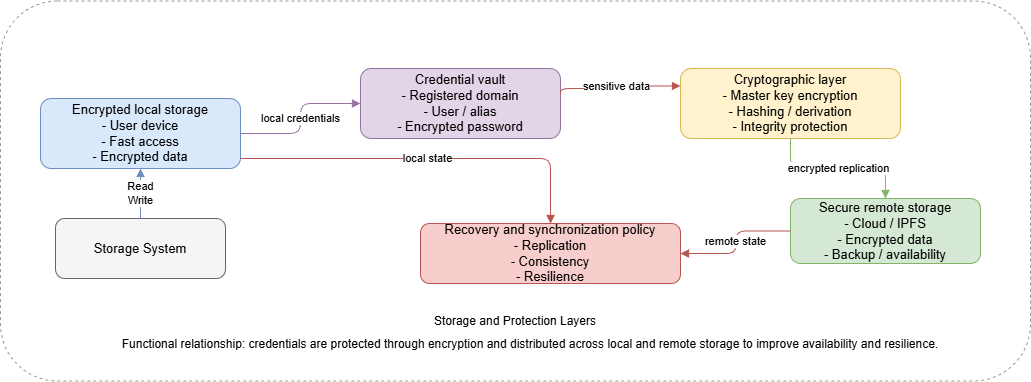 Credential vault
- Registered domain
- User / alias
- Encrypted password
sensitive data
Cryptographic layer
- Master key encryption
- Hashing / derivation
- Integrity protection
Encrypted local storage
- User device
- Fast access
- Encrypted data
local credentials
local state
encrypted replication
Read
Write
Storage System
Recovery and synchronization policy
- Replication
- Consistency
- Resilience
remote state
Secure remote storage
- Cloud / IPFS
- Encrypted data
- Backup / availability
Storage and Protection Layers
Functional relationship: credentials are protected through encryption and distributed across local and remote storage to improve availability and resilience.